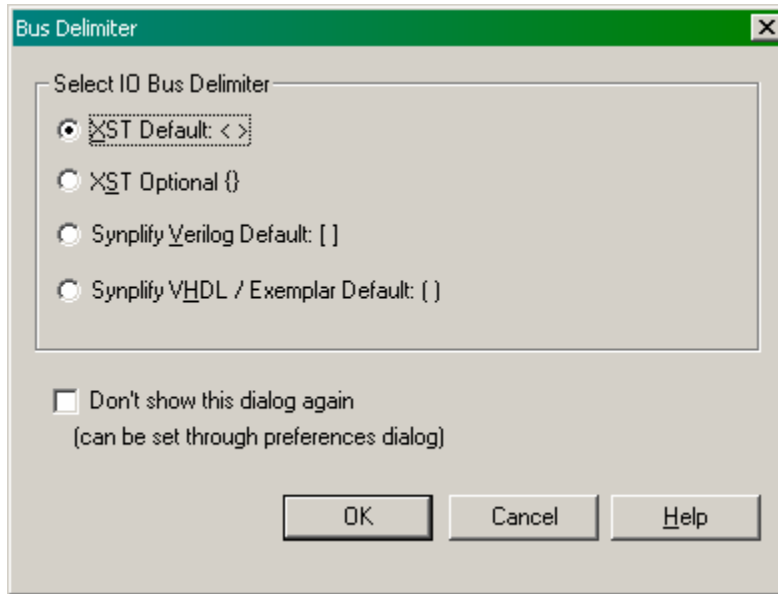 Bus Delimiter
Select IO Bus Delimiter
XST Default: < >
XST Optional {}
Synplify Verilog Default: [ ]
Synplify VHDL / Exemplar Default: ( )
Don't show this dialog again
(can be set through preferences dialog)
OK Cancel Help